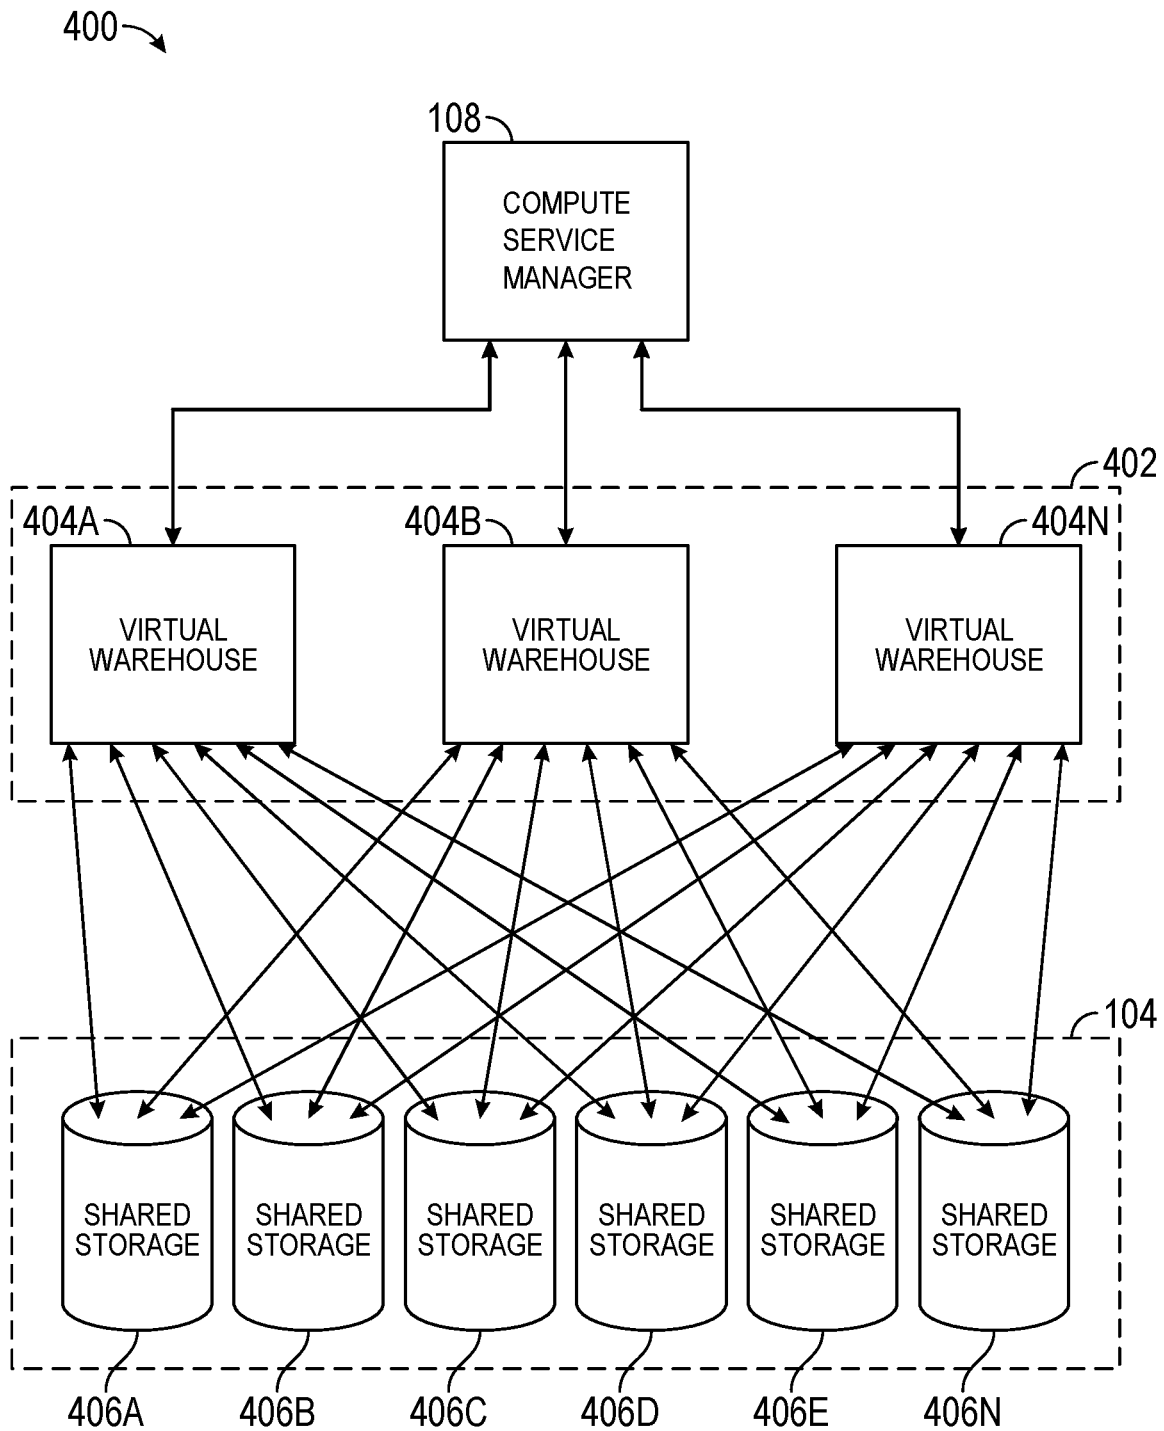 400
108
COMPUTE
SERVICE
MANAGER
402
404A
404B
404N
VIRTUAL
WAREHOUSE
VIRTUAL
WAREHOUSE
VIRTUAL
WAREHOUSE
104
SHARED
STORAGE
SHARED
STORAGE
SHARED
STORAGE
SHARED
STORAGE
SHARED
STORAGE
SHARED
STORAGE
406A
406B
406C
406D
406E
406N